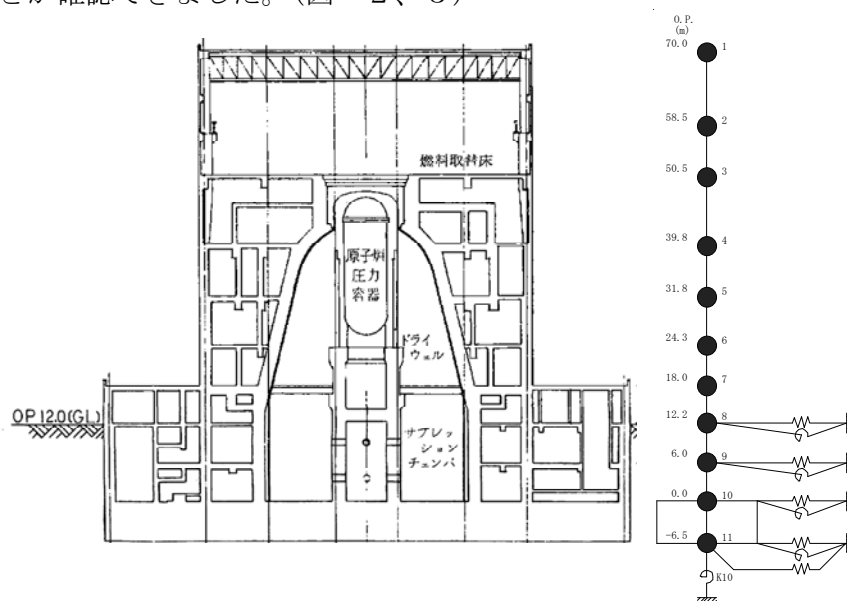 とが確認できました。(図－2、3)
燃料取替床
原子炉
圧力
容器
ドライ
ウェル
OP 12.0(GL)
サプレッ
ション
チェンバ
O.P.
(m)
70.0 1
58.5 2
50.5 3
39.8 4
31.8 5
24.3 6
18.0 7
12.2 8
6.0 9
0.0 10
-6.5 11
K10